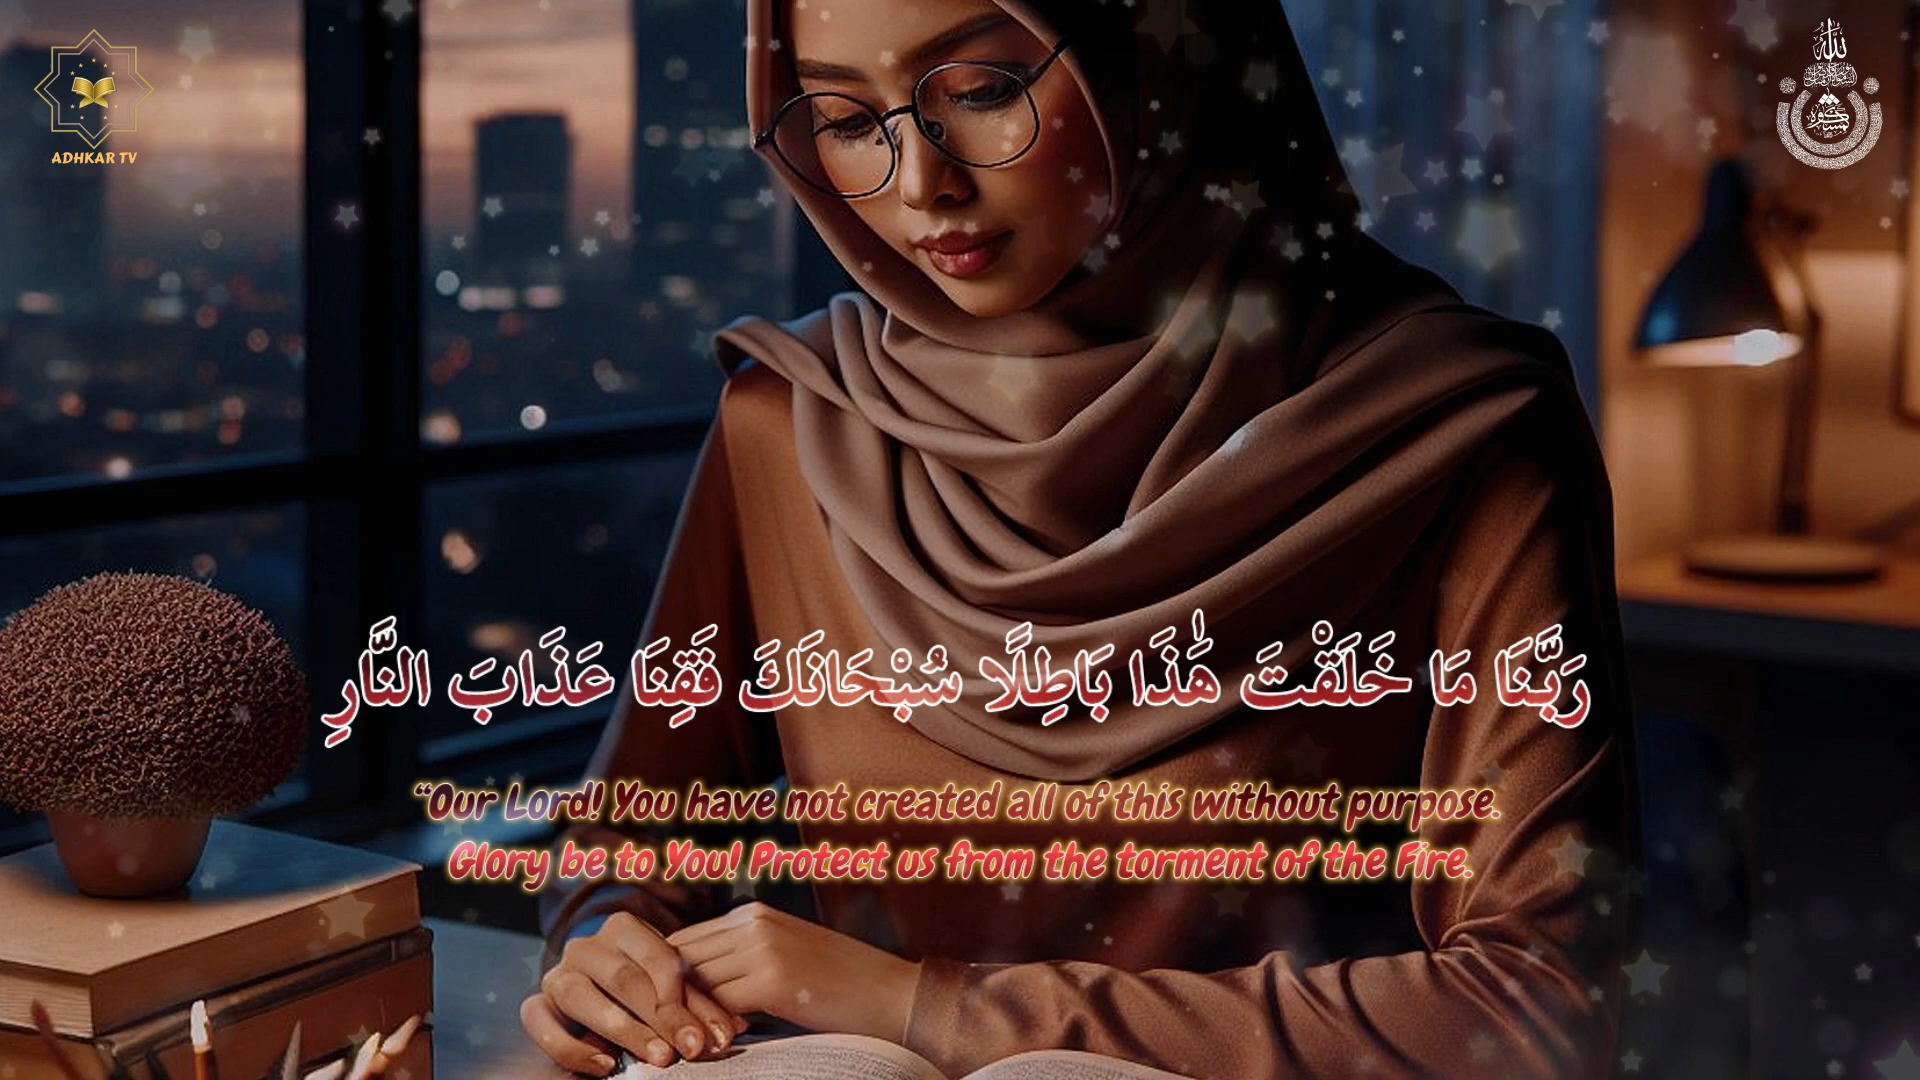 ADHKAR TV
رَبَّنَا مَا خَلَقْتَ هَٰذَا بَاطِلًا سُبْحَانَكَ فَقِنَا عَذَابَ النَّارِ
“Our Lord! You have not created all of this without purpose.
Glory be to You! Protect us from the torment of the Fire.